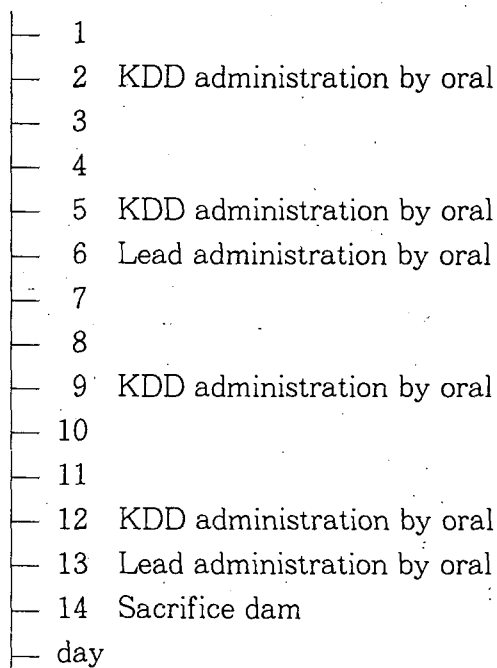 1
2 KDD administration by oral
3
4
5 KDD administration by oral
6 Lead administration by oral
7
8
9 KDD administration by oral
10
11
12 KDD administration by oral
13 Lead administration by oral
14 Sacrifice dam
day